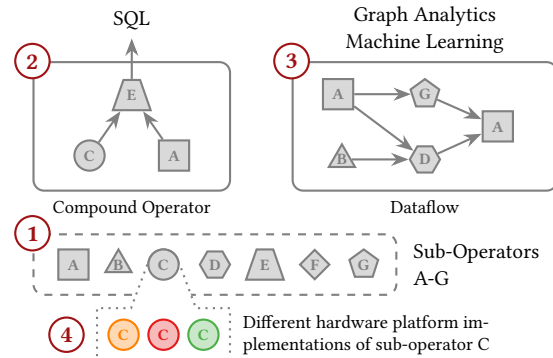 SQL
Graph Analytics
Machine Learning
2
3
E
C
A
A
G
A
B
D
Compound Operator
Dataflow
1
A
B
C
D
E
F
G
Sub-Operators
A-G
4
C
C
C
Different hardware platform im-
plementations of sub-operator C